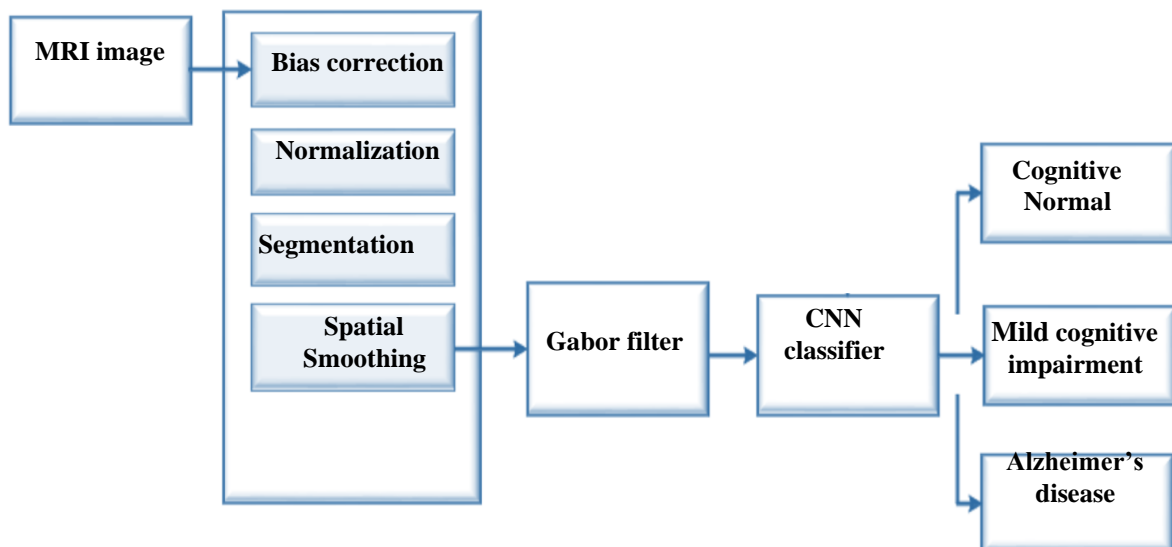 MRI image
Bias correction
Normalization
Segmentation
Spatial
Smoothing
Gabor filter
CNN
classifier
Cognitive
Normal
Mild cognitive
impairment
Alzheimer’s
disease